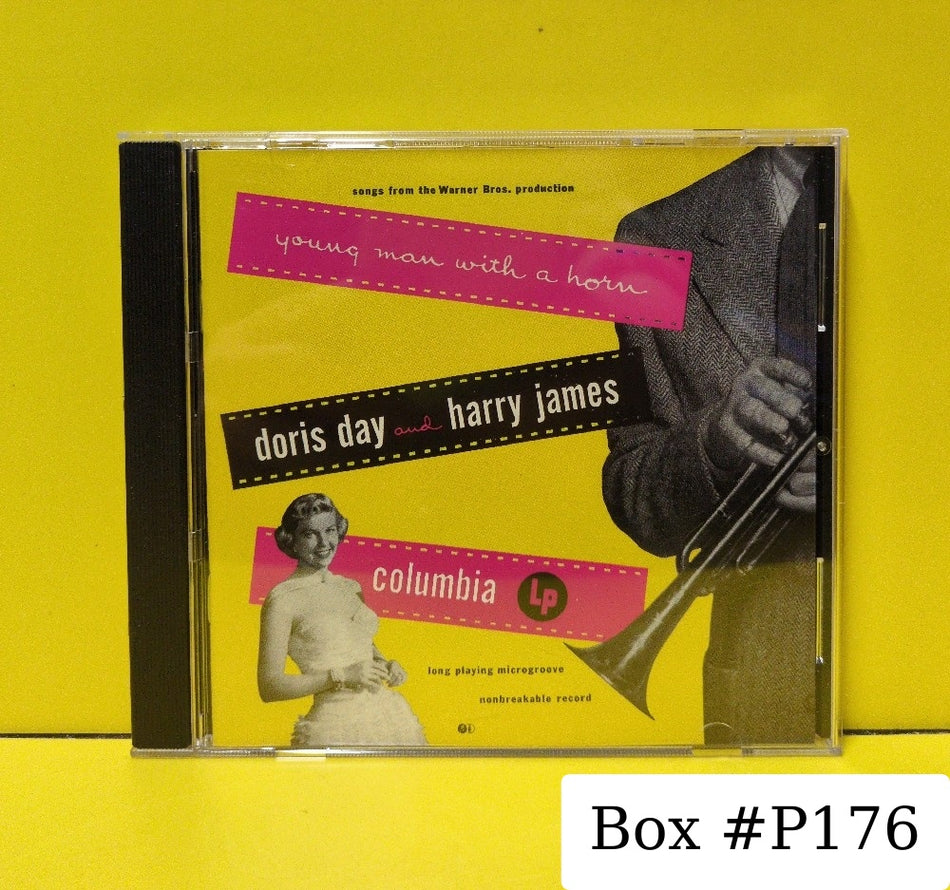 songs from the Warner Bros. production
young man with a horn
doris day and harry james
columbia Lp
long playing microgroove
nonbreakable record
Box #P176